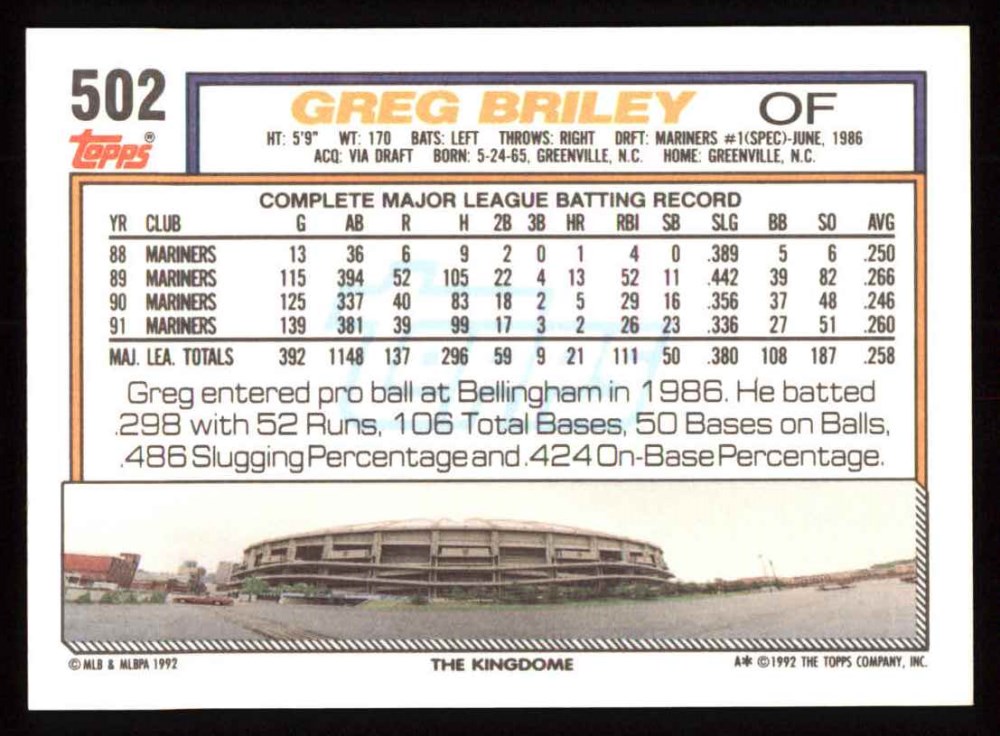 502
Topps®
GREG BRILEY OF
HT: 5'9" WT: 170 BATS: LEFT THROWS: RIGHT DRFT: MARINERS #1(SPEC)-JUNE, 1986
ACQ: VIA DRAFT BORN: 5-24-65, GREENVILLE, N.C. HOME: GREENVILLE, N.C.
COMPLETE MAJOR LEAGUE BATTING RECORD
YR CLUB G AB R H 2B 3B HR RBI SB SLG BB SO AVG
88 MARINERS 13 36 6 9 2 0 1 4 0 .389 5 6 .250
89 MARINERS 115 394 52 105 22 4 13 52 11 .442 39 82 .266
90 MARINERS 125 337 40 83 18 2 5 29 16 .356 37 48 .246
91 MARINERS 139 381 39 99 17 3 2 26 23 .336 27 51 .260
MAJ. LEA. TOTALS 392 1148 137 296 59 9 21 111 50 .380 108 187 .258
Topps
Greg entered pro ball at Bellingham in 1986. He batted
.298 with 52 Runs, 106 Total Bases, 50 Bases on Balls,
.486 Slugging Percentage and .424 On-Base Percentage.
© MLB & MLBPA 1992 THE KINGDOME A* © 1992 THE TOPPS COMPANY, INC.